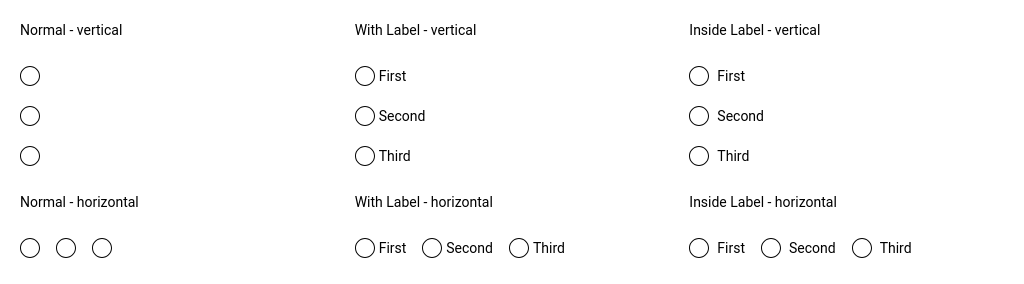 Normal - vertical
With Label - vertical
Inside Label - vertical
First
First
Second
Second
Third
Third
Normal - horizontal
With Label - horizontal
Inside Label - horizontal
First Second Third
First Second Third